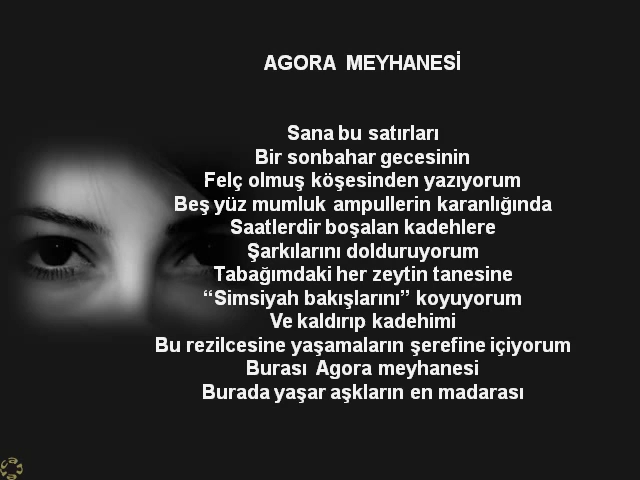 AGORA MEYHANESİ
Sana bu satırları
Bir sonbahar gecesinin
Felç olmuş köşesinden yazıyorum
Beş yüz mumluk ampullerin karanlığında
Saatlerdir boşalan kadehlere
Şarkılarını dolduruyorum
Tabağımdaki her zeytin tanesine
“Simsiyah bakışlarını” koyuyorum
Ve kaldırıp kadehimi
Bu rezilcesine yaşamaların şerefine içiyorum
Burası Agora meyhanesi
Burada yaşar aşkların en madarası